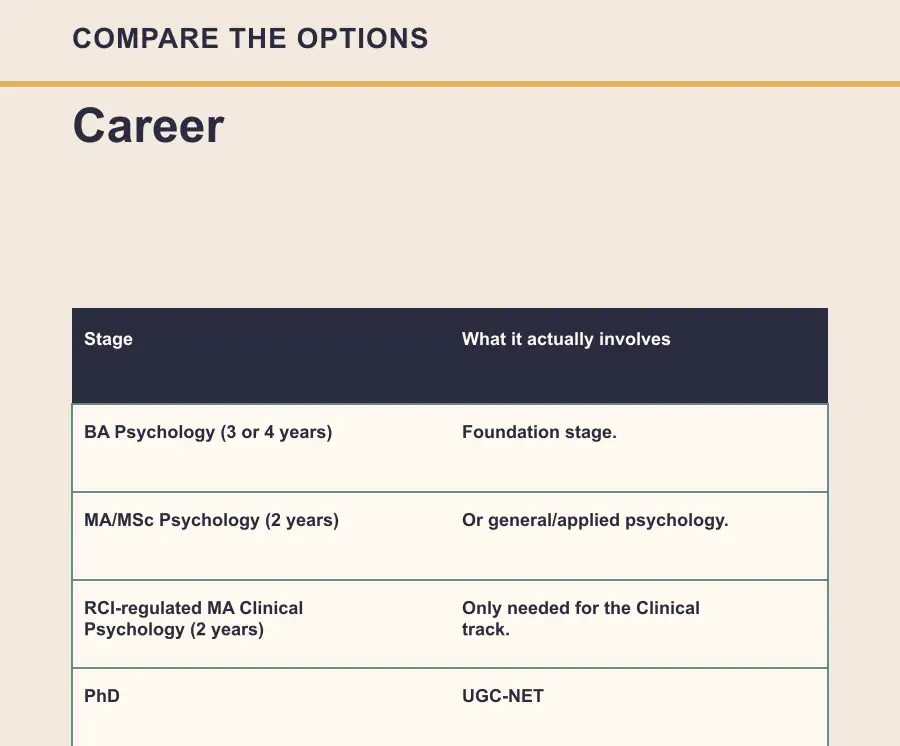 COMPARE THE OPTIONS
Career
Stage
What it actually involves
BA Psychology (3 or 4 years)
Foundation stage.
MA/MSc Psychology (2 years)
Or general/applied psychology.
RCI-regulated MA Clinical
Psychology (2 years)
Only needed for the Clinical
track.
PhD
UGC-NET